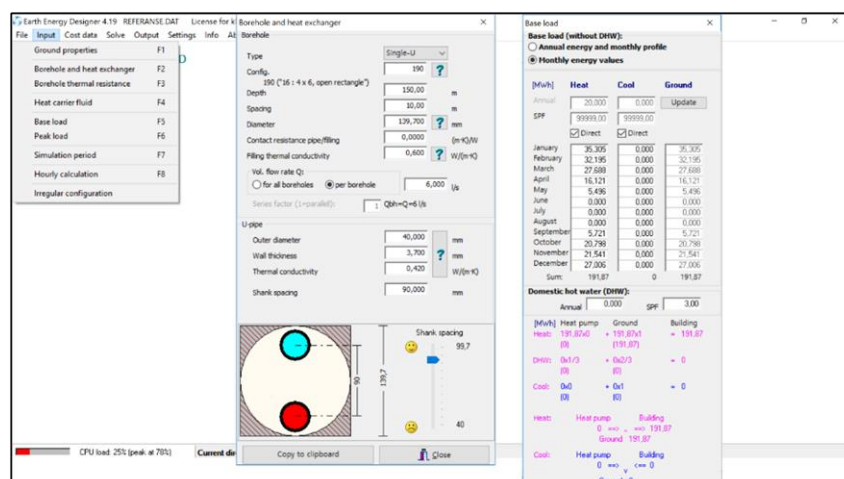 Earth Energy Designer 4.19 REFERANSE.DAT License for k
File Input Cost data Solve Output Settings Info
Ground properties F1
Borehole and heat exchanger F2
Borehole thermal resistance F3
Heat carrier fluid F4
Base load F5
Peak load F6
Simulation period F7
Hourly calculation F8
Irregular configuration
CPU load: 25% (peak at 78%) Current dir
Borehole and heat exchanger
Borehole
Type Single-U
Config. 190 ?
190 ("16 : 4 x 6, open rectangle")
Depth 150,00 m
Spacing 10,00 m
Diameter 139,700 ? mm
Contact resistance pipe/filling 0,0000 (m·K)/W
Filling thermal conductivity 0,600 ? W/(m·K)
Vol. flow rate Q:
for all boreholes per borehole 6,000 l/s
Series factor (1=parallel): 1 Qbh=Q=6 l/s
U-pipe
Outer diameter 40,000 mm
Wall thickness 3,700 ? mm
Thermal conductivity 0,420 W/(m·K)
Shank spacing 90,000 mm
Shank spacing
99,7
90
139,7
40
Copy to clipboard Close
Base load
Base load (without DHW):
Annual energy and monthly profile
Monthly energy values
[MWh] Heat Cool Ground
Annual 20,000 0,000 Update
SPF 99999,00 99999,00
Direct Direct
January 35,305 0,000 35,305
February 32,195 0,000 32,195
March 27,688 0,000 27,688
April 16,121 0,000 16,121
May 5,496 0,000 5,496
June 0,000 0,000 0,000
July 0,000 0,000 0,000
August 0,000 0,000 0,000
September 5,721 0,000 5,721
October 20,798 0,000 20,798
November 21,541 0,000 21,541
December 27,006 0,000 27,006
Sum: 191,87 0 191,87
Domestic hot water (DHW):
Annual 0,000 SPF 3,00
[MWh] Heat pump Ground Building
Heat: 191,87x0 + 191,87x1 = 191,87
(0) (191,87)
DHW: 0x1/3 + 0x2/3 = 0
(0) (0)
Cool: 0x0 + 0x1 = 0
(0) (0)
Heat: Heat pump Building
0 ==> ^ ==> 191,87
Ground 191,87
Cool: Heat pump Building
0 ==> v <== 0